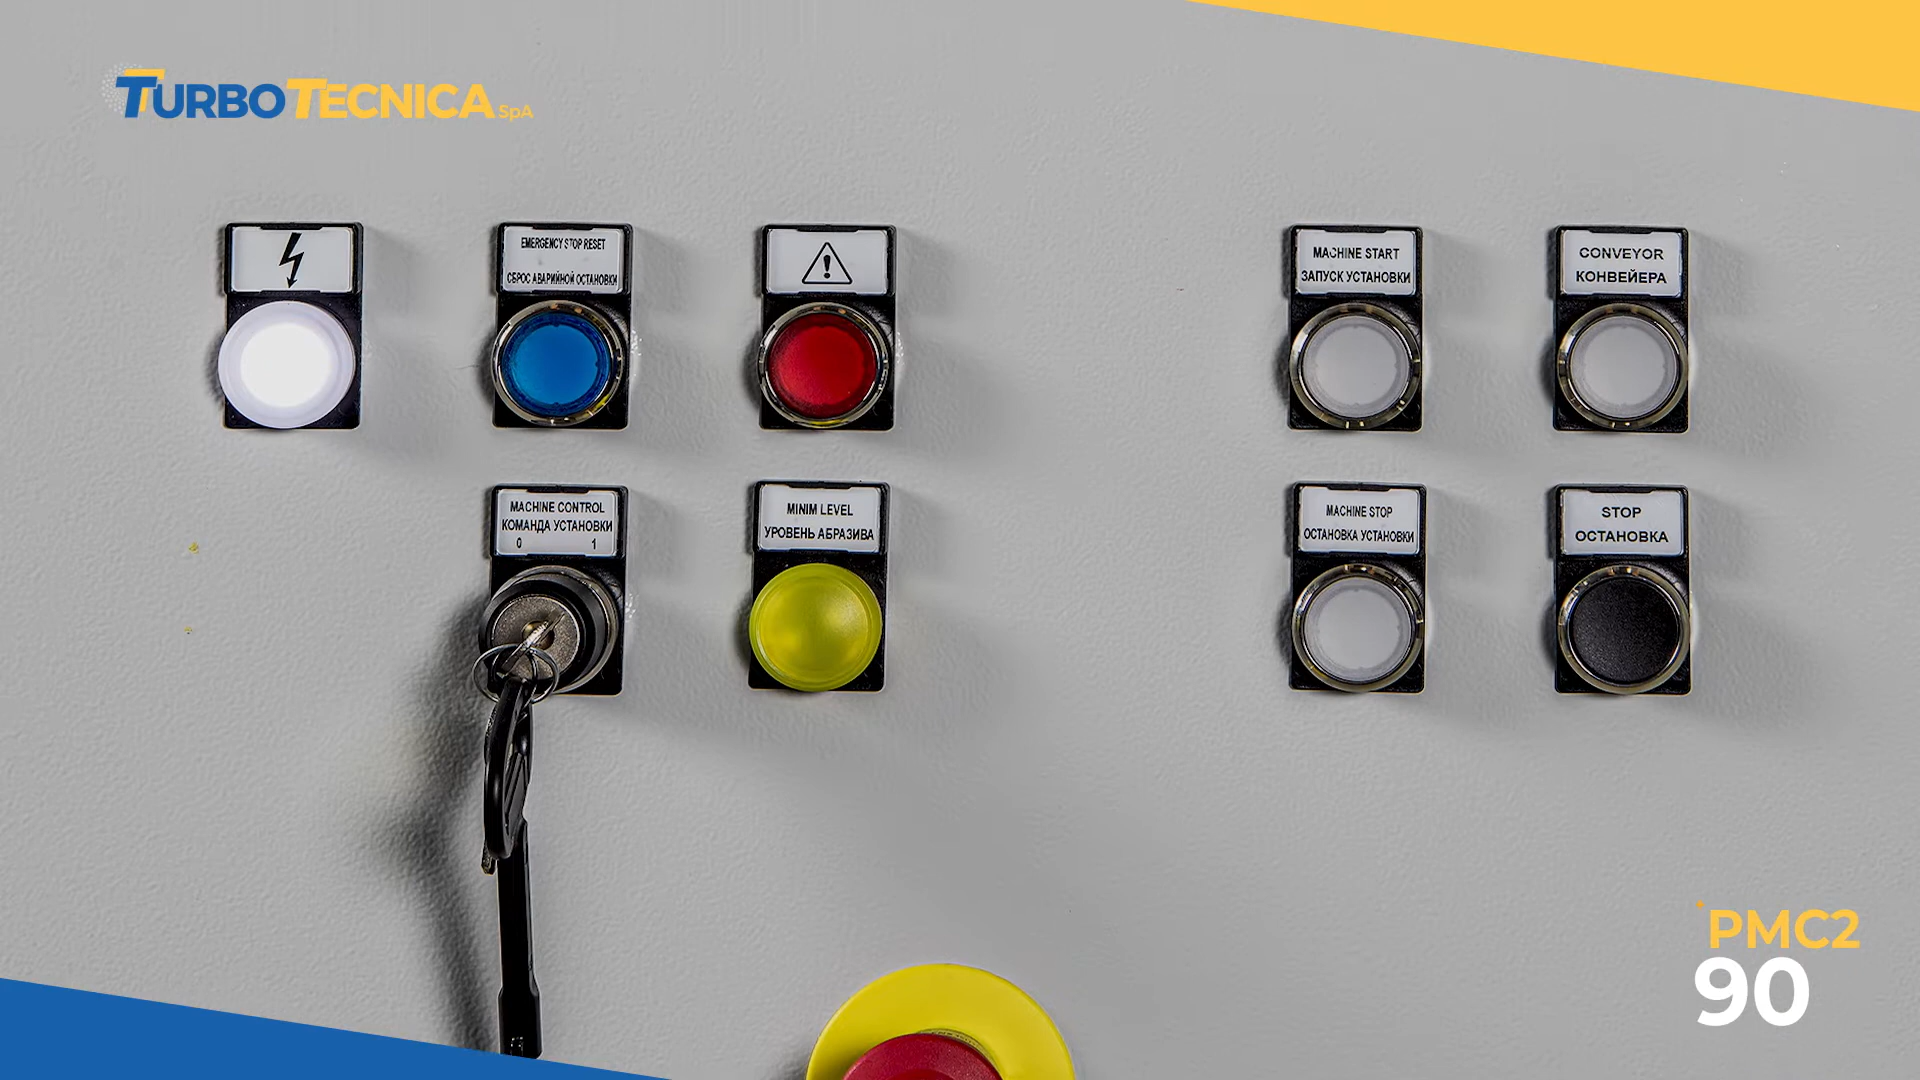 TURBOTECNICA SpA
EMERGENCY STOP RESET
СБРОС АВАРИЙНОЙ ОСТАНОВКИ
MACHINE START
ЗАПУСК УСТАНОВКИ
CONVEYOR
КОНВЕЙЕРА
MACHINE CONTROL
КОМАНДА УСТАНОВКИ
0 1
MINIM LEVEL
УРОВЕНЬ АБРАЗИВА
MACHINE STOP
ОСТАНОВКА УСТАНОВКИ
STOP
ОСТАНОВКА
PMC2
90